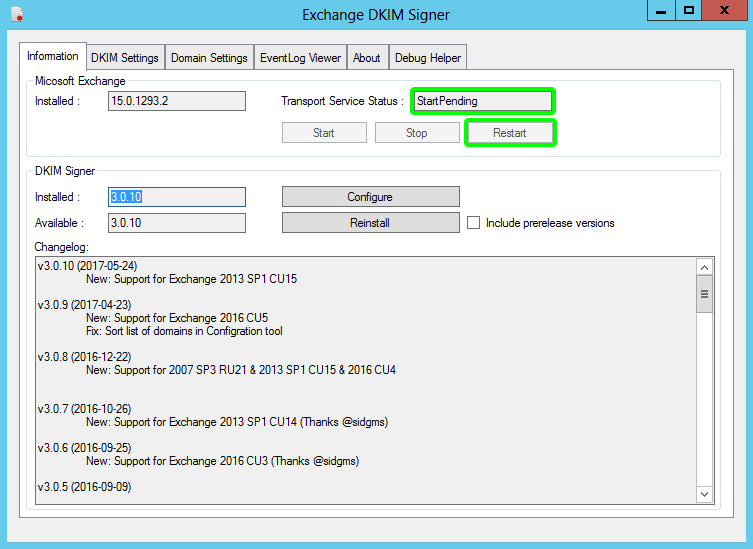 Exchange DKIM Signer
Information
DKIM Settings
Domain Settings
EventLog Viewer
About
Debug Helper
Micosoft Exchange
Installed : 15.0.1293.2
Transport Service Status : StartPending
Start
Stop
Restart
DKIM Signer
Installed : 3.0.10
Configure
Available : 3.0.10
Reinstall
Include prerelease versions
Changelog:
v3.0.10 (2017-05-24)
New: Support for Exchange 2013 SP1 CU15
v3.0.9 (2017-04-23)
New: Support for Exchange 2016 CU5
Fix: Sort list of domains in Configration tool
v3.0.8 (2016-12-22)
New: Support for 2007 SP3 RU21 & 2013 SP1 CU15 & 2016 CU4
v3.0.7 (2016-10-26)
New: Support for Exchange 2013 SP1 CU14 (Thanks @sidgms)
v3.0.6 (2016-09-25)
New: Support for Exchange 2016 CU3 (Thanks @sidgms)
v3.0.5 (2016-09-09)